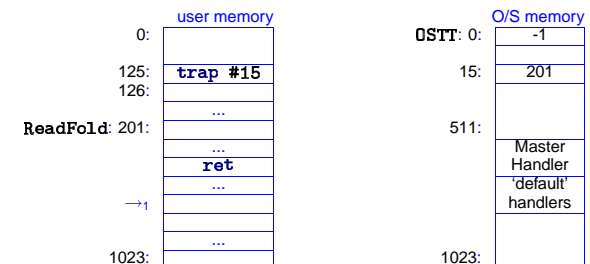 user memory
O/S memory
0:
OSTT: 0: -1
125: trap #15
15: 201
126:
...
ReadFold: 201:
511:
...
Master
ret
Handler
...
‘default’
→1
handlers
...
1023:
1023: